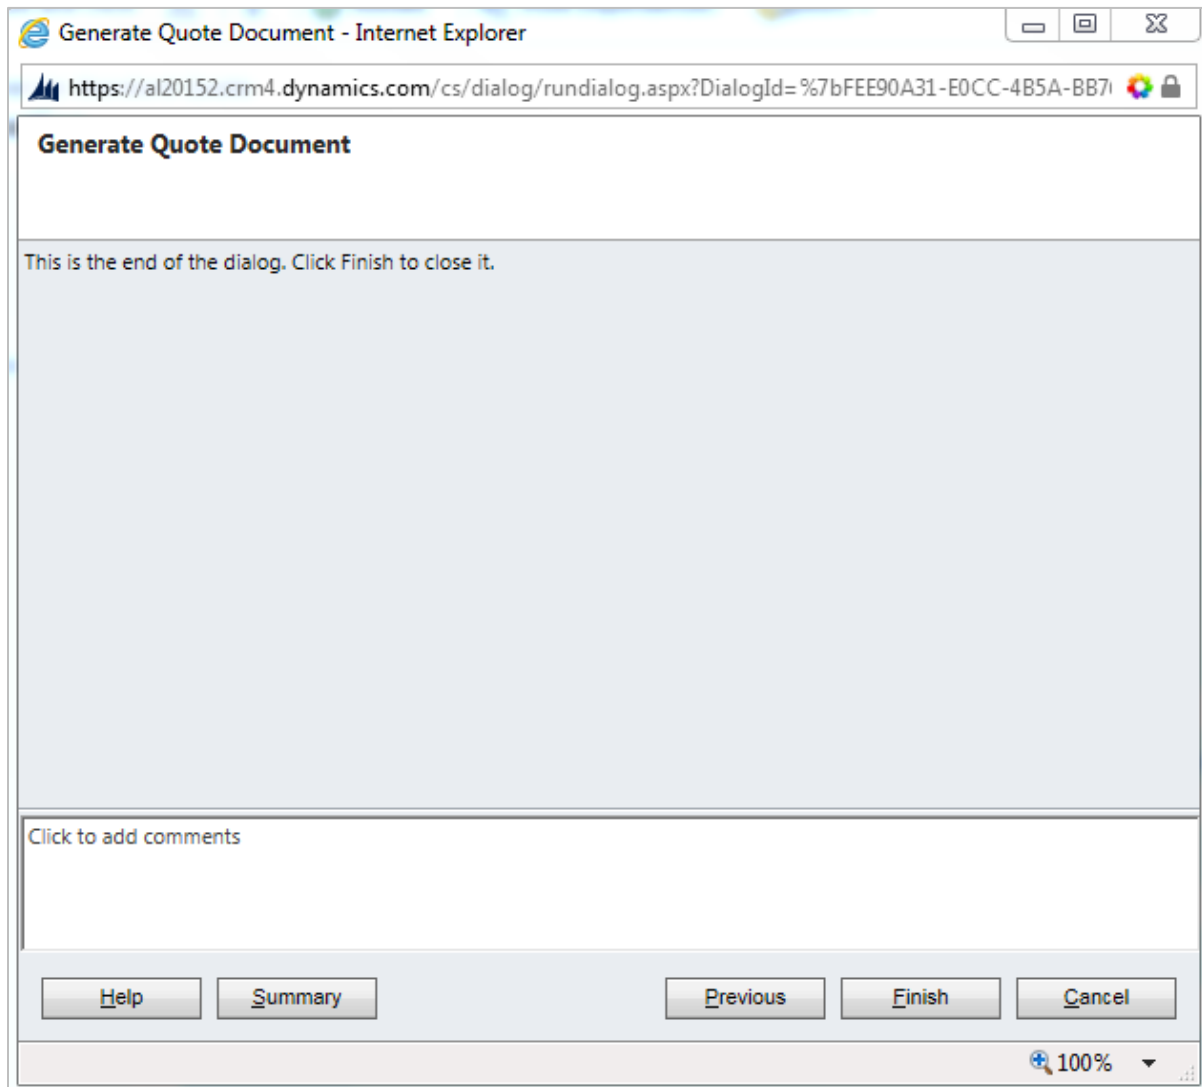 Generate Quote Document - Internet Explorer
https://al20152.crm4.dynamics.com/cs/dialog/rundialog.aspx?DialogId=%7bFEE90A31-E0CC-4B5A-BB7
Generate Quote Document
This is the end of the dialog. Click Finish to close it.
Click to add comments
Help Summary Previous Finish Cancel
100%